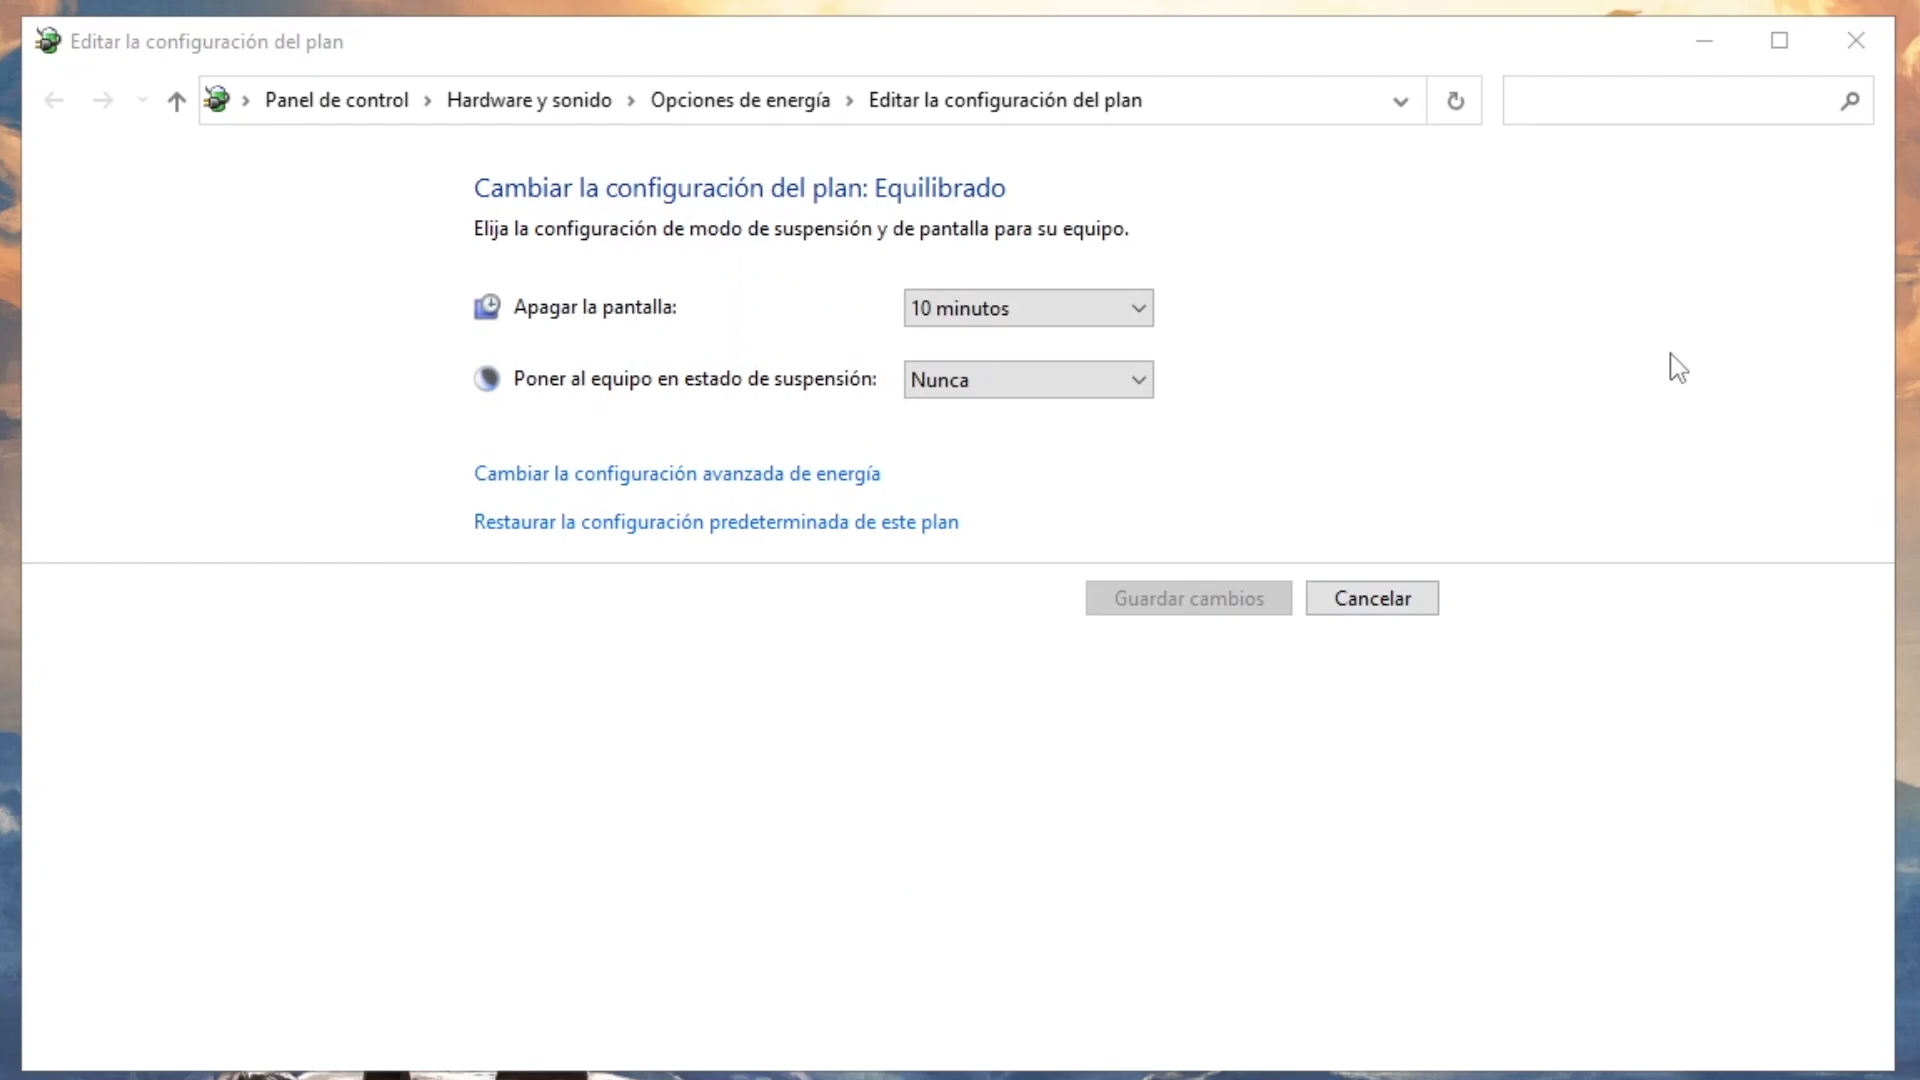 Editar la configuración del plan
Panel de control › Hardware y sonido › Opciones de energía › Editar la configuración del plan
Cambiar la configuración del plan: Equilibrado
Elija la configuración de modo de suspensión y de pantalla para su equipo.
Apagar la pantalla: 10 minutos
Poner al equipo en estado de suspensión: Nunca
Cambiar la configuración avanzada de energía
Restaurar la configuración predeterminada de este plan
Guardar cambios Cancelar